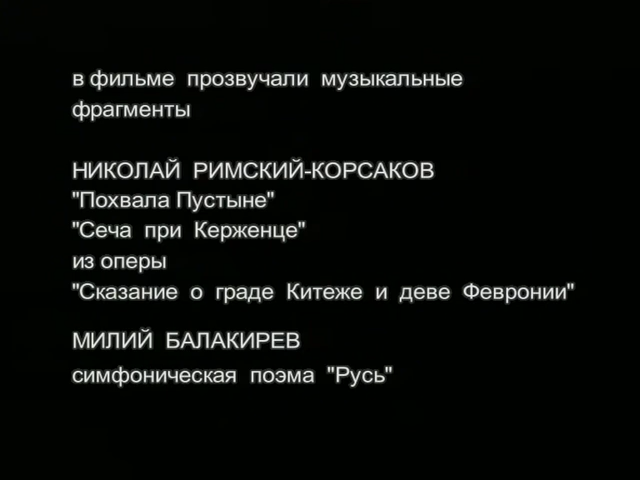 в фильме прозвучали музыкальные
фрагменты
НИКОЛАЙ РИМСКИЙ-КОРСАКОВ
"Похвала Пустыне"
"Сеча при Керженце"
из оперы
"Сказание о граде Китеже и деве Февронии"
МИЛИЙ БАЛАКИРЕВ
симфоническая поэма "Русь"